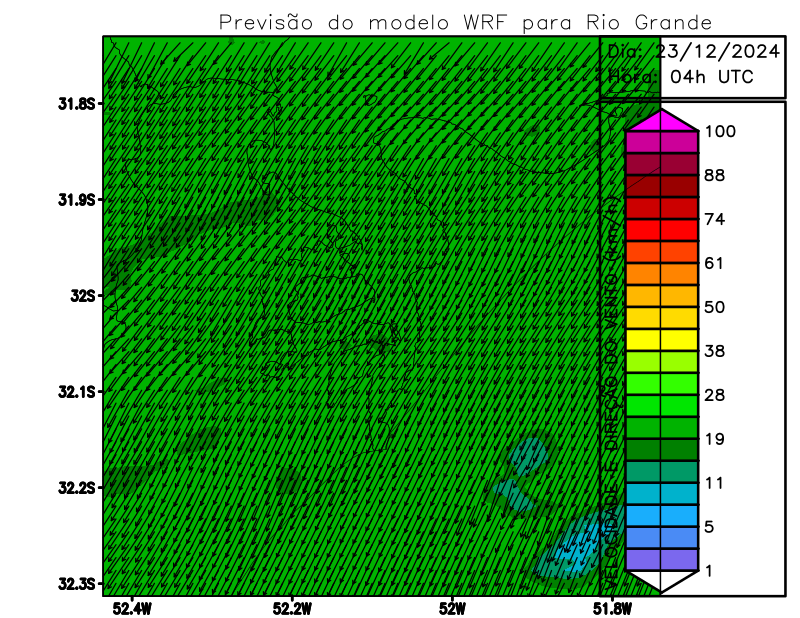 Previsão do modelo WRF para Rio Grande
Dia: 23/12/2024
Hora: 04h UTC
31.8S
31.9S
32S
32.1S
32.2S
32.3S
52.4W
52.2W
52W
51.8W
VELOCIDADE E DIREÇÃO DO VENTO (km/h)
100
88
74
61
50
38
28
19
11
5
1